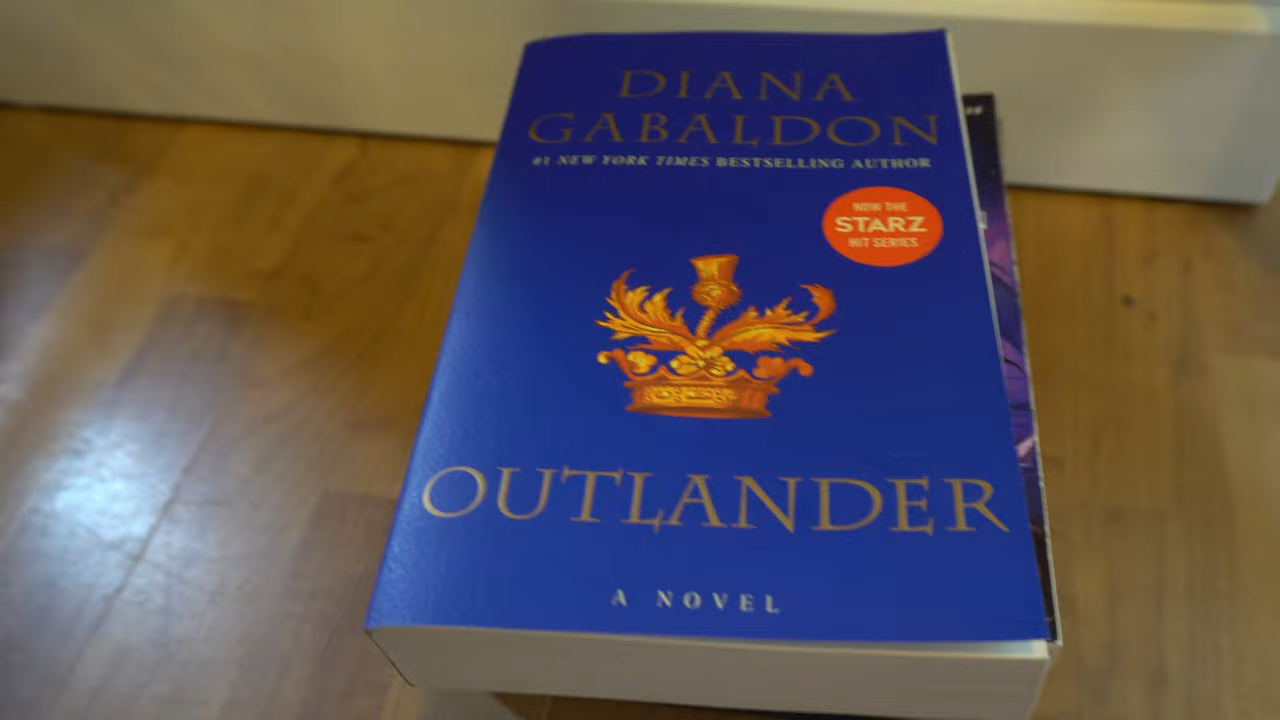 DIANA
GABALDON
#1 NEW YORK TIMES BESTSELLING AUTHOR
NOW THE
STARZ
HIT SERIES
OUTLANDER
A NOVEL